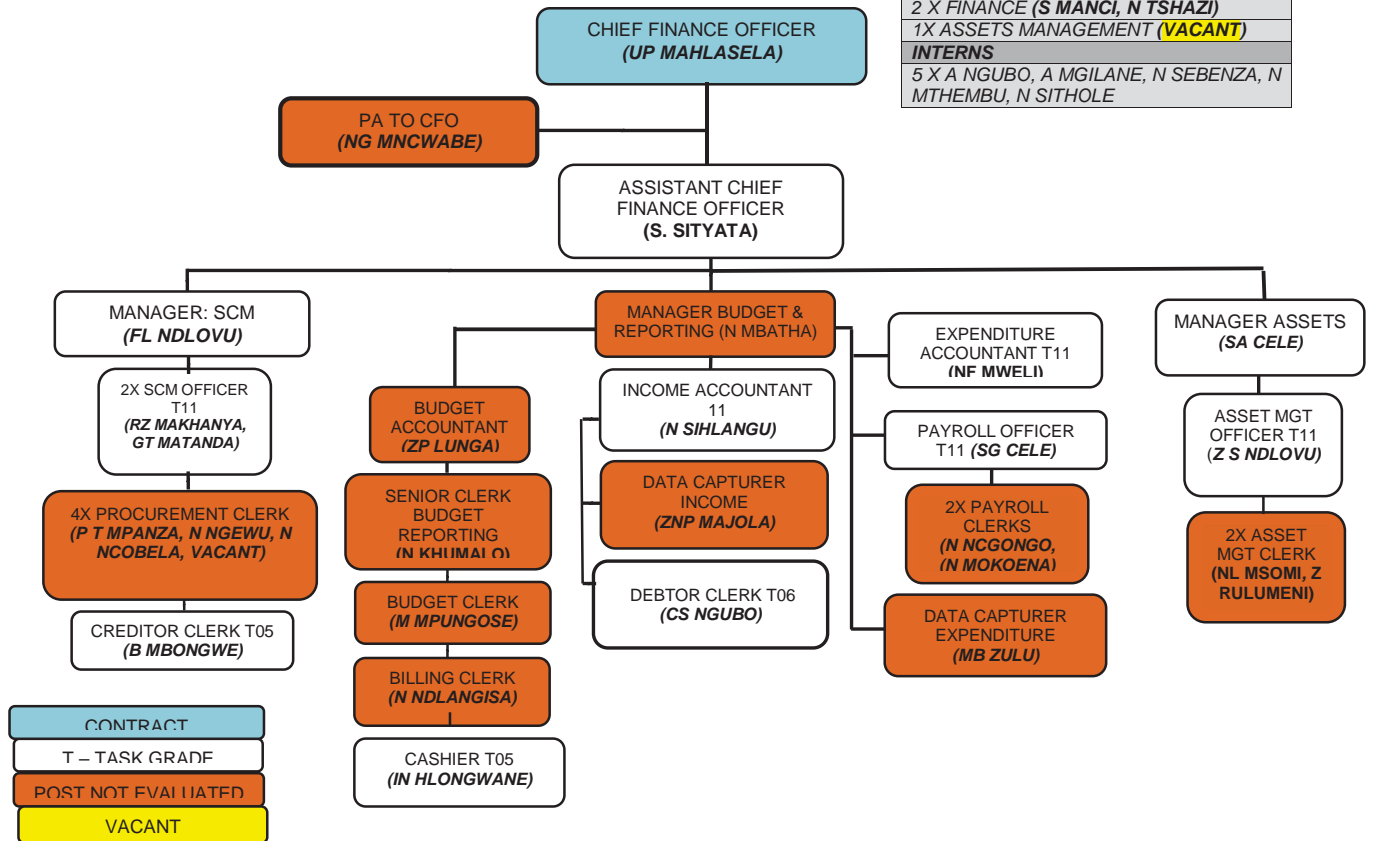 2 X FINANCE (S MANCI, N TSHAZI)
1X ASSETS MANAGEMENT (VACANT)
INTERNS
5 X A NGUBO, A MGILANE, N SEBENZA, N
MTHEMBU, N SITHOLE
CHIEF FINANCE OFFICER
(UP MAHLASELA)
PA TO CFO
(NG MNCWABE)
ASSISTANT CHIEF
FINANCE OFFICER
(S. SITYATA)
MANAGER: SCM
(FL NDLOVU)
2X SCM OFFICER
T11
(RZ MAKHANYA,
GT MATANDA)
4X PROCUREMENT CLERK
(P T MPANZA, N NGEWU, N
NCOBELA, VACANT)
CREDITOR CLERK T05
(B MBONGWE)
MANAGER BUDGET &
REPORTING (N MBATHA)
BUDGET
ACCOUNTANT
(ZP LUNGA)
SENIOR CLERK
BUDGET
REPORTING
(N KHUMALO)
BUDGET CLERK
(M MPUNGOSE)
BILLING CLERK
(N NDLANGISA)
CASHIER T05
(IN HLONGWANE)
INCOME ACCOUNTANT
11
(N SIHLANGU)
DATA CAPTURER
INCOME
(ZNP MAJOLA)
DEBTOR CLERK T06
(CS NGUBO)
EXPENDITURE
ACCOUNTANT T11
(NF MWELI)
PAYROLL OFFICER
T11 (SG CELE)
2X PAYROLL
CLERKS
(N NCGONGO,
(N MOKOENA)
DATA CAPTURER
EXPENDITURE
(MB ZULU)
MANAGER ASSETS
(SA CELE)
ASSET MGT
OFFICER T11
(Z S NDLOVU)
2X ASSET
MGT CLERK
(NL MSOMI, Z
RULUMENI)
CONTRACT
T – TASK GRADE
POST NOT EVALUATED
VACANT